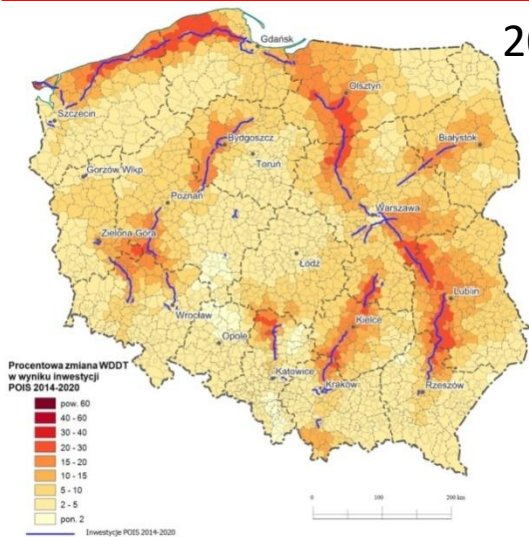 20
Gdańsk
Olsztyn
Szczecin
Bydgoszcz
Białystok
Gorzów Wlkp
Toruń
Poznań
Warszawa
Zielona Góra
Łódź
Lublin
Wrocław
Kielce
Opole
Katowice
Kraków
Rzeszów
Procentowa zmiana WDDT
w wyniku inwestycji
POIS 2014-2020
pow. 60
40 - 60
30 - 40
20 - 30
15 - 20
10 - 15
5 - 10
2 - 5
pon. 2
Inwestycje POIS 2014-2020
0 100 200 km